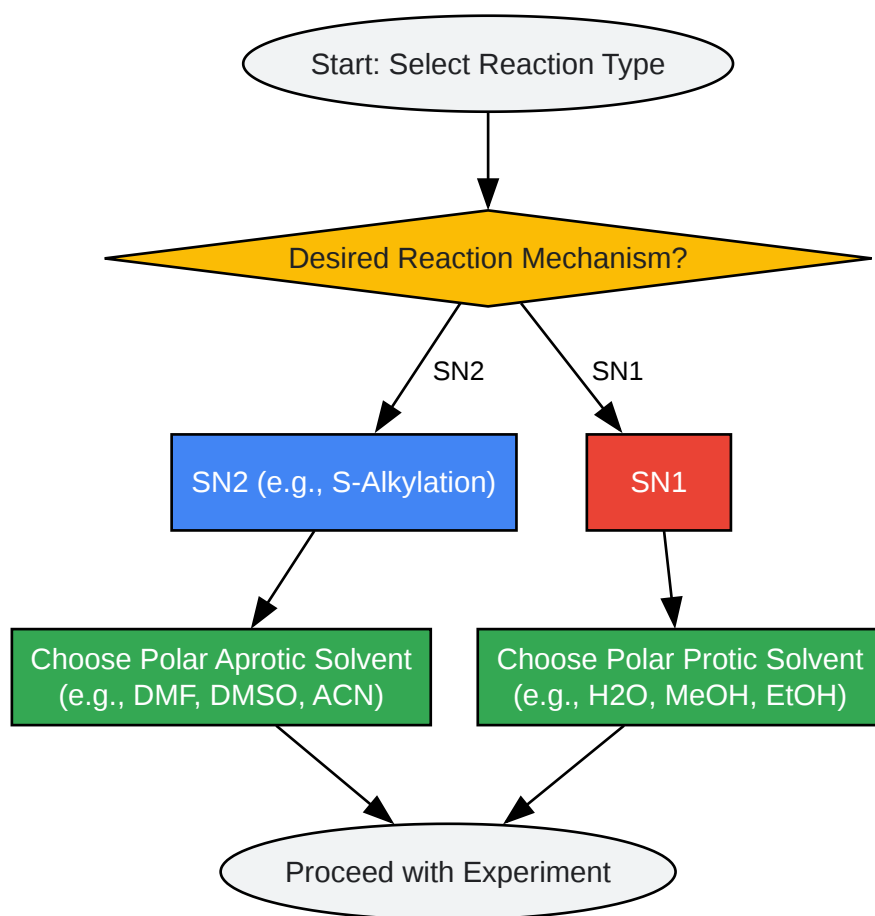 Start: Select Reaction Type
Desired Reaction Mechanism?
SN2
SN1
SN2 (e.g., S-Alkylation)
SN1
Choose Polar Aprotic Solvent
(e.g., DMF, DMSO, ACN)
Choose Polar Protic Solvent
(e.g., H2O, MeOH, EtOH)
Proceed with Experiment